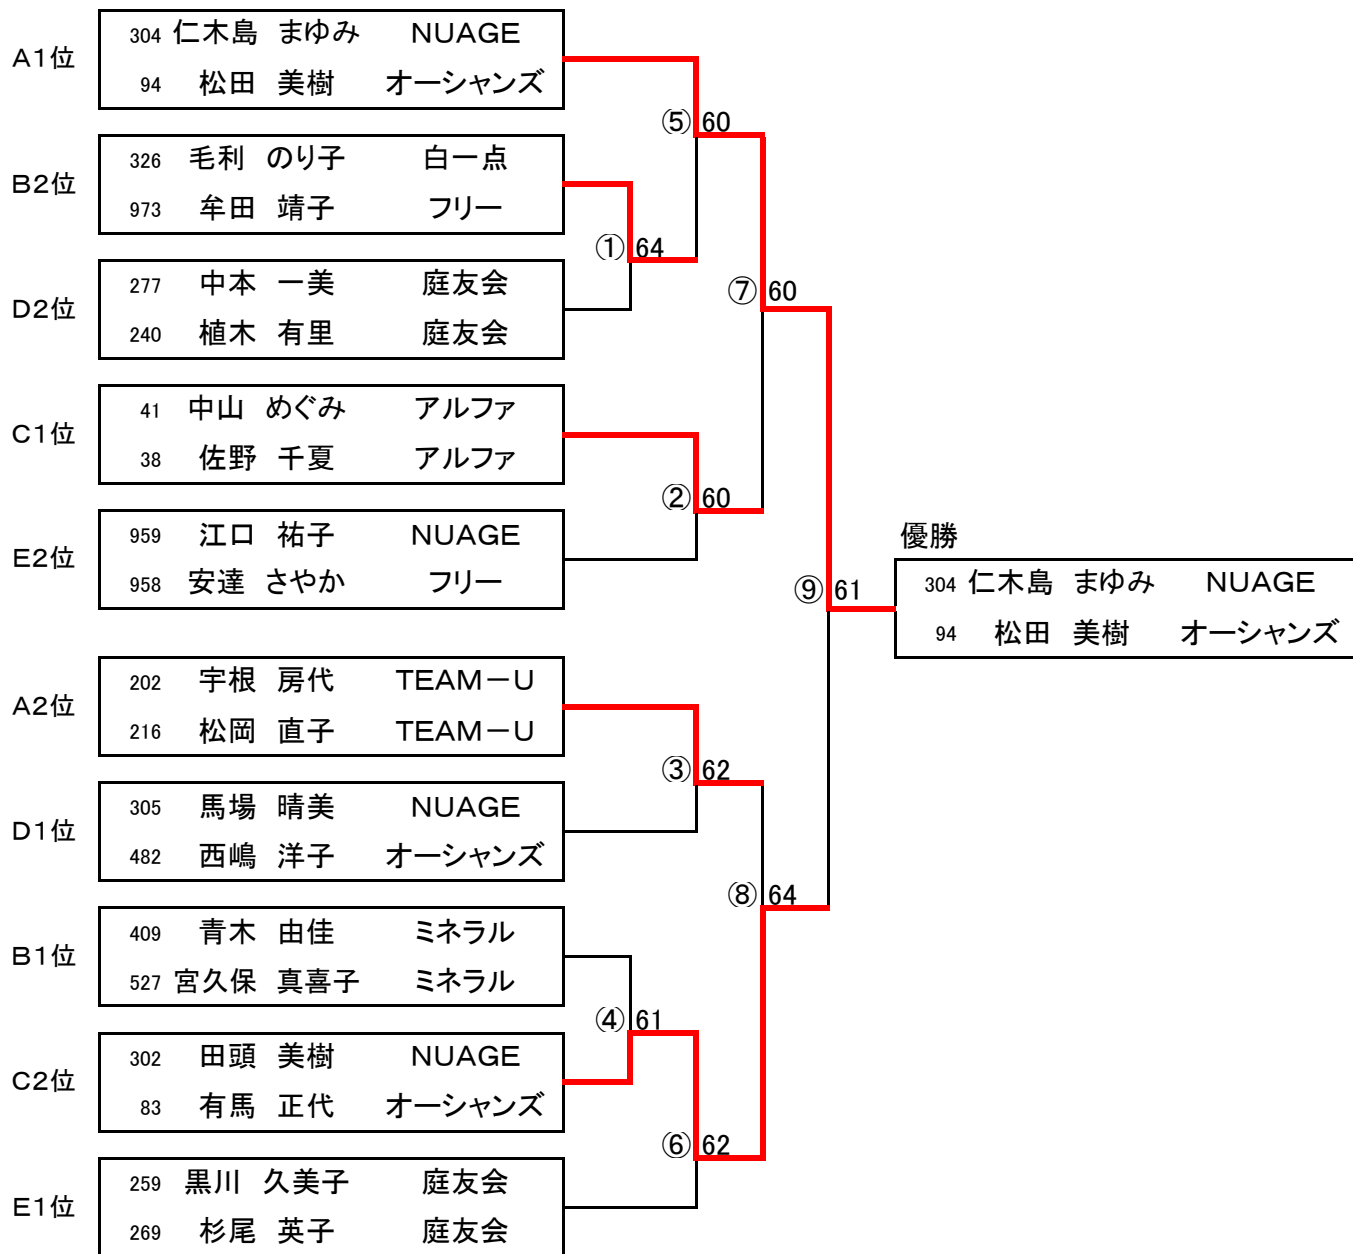 A1位
304 仁木島 まゆみ NUAGE
94 松田 美樹 オーシャンズ
⑤ 60
B2位
326 毛利 のり子 白一点
973 牟田 靖子 フリー
① 64
D2位
277 中本 一美 庭友会
240 植木 有里 庭友会
⑦ 60
C1位
41 中山 めぐみ アルファ
38 佐野 千夏 アルファ
② 60
E2位
959 江口 祐子 NUAGE
958 安達 さやか フリー
優勝
⑨ 61
304 仁木島 まゆみ NUAGE
94 松田 美樹 オーシャンズ
A2位
202 宇根 房代 TEAM－U
216 松岡 直子 TEAM－U
③ 62
D1位
305 馬場 晴美 NUAGE
482 西嶋 洋子 オーシャンズ
⑧ 64
B1位
409 青木 由佳 ミネラル
527 宮久保 真喜子 ミネラル
④ 61
C2位
302 田頭 美樹 NUAGE
83 有馬 正代 オーシャンズ
⑥ 62
E1位
259 黒川 久美子 庭友会
269 杉尾 英子 庭友会